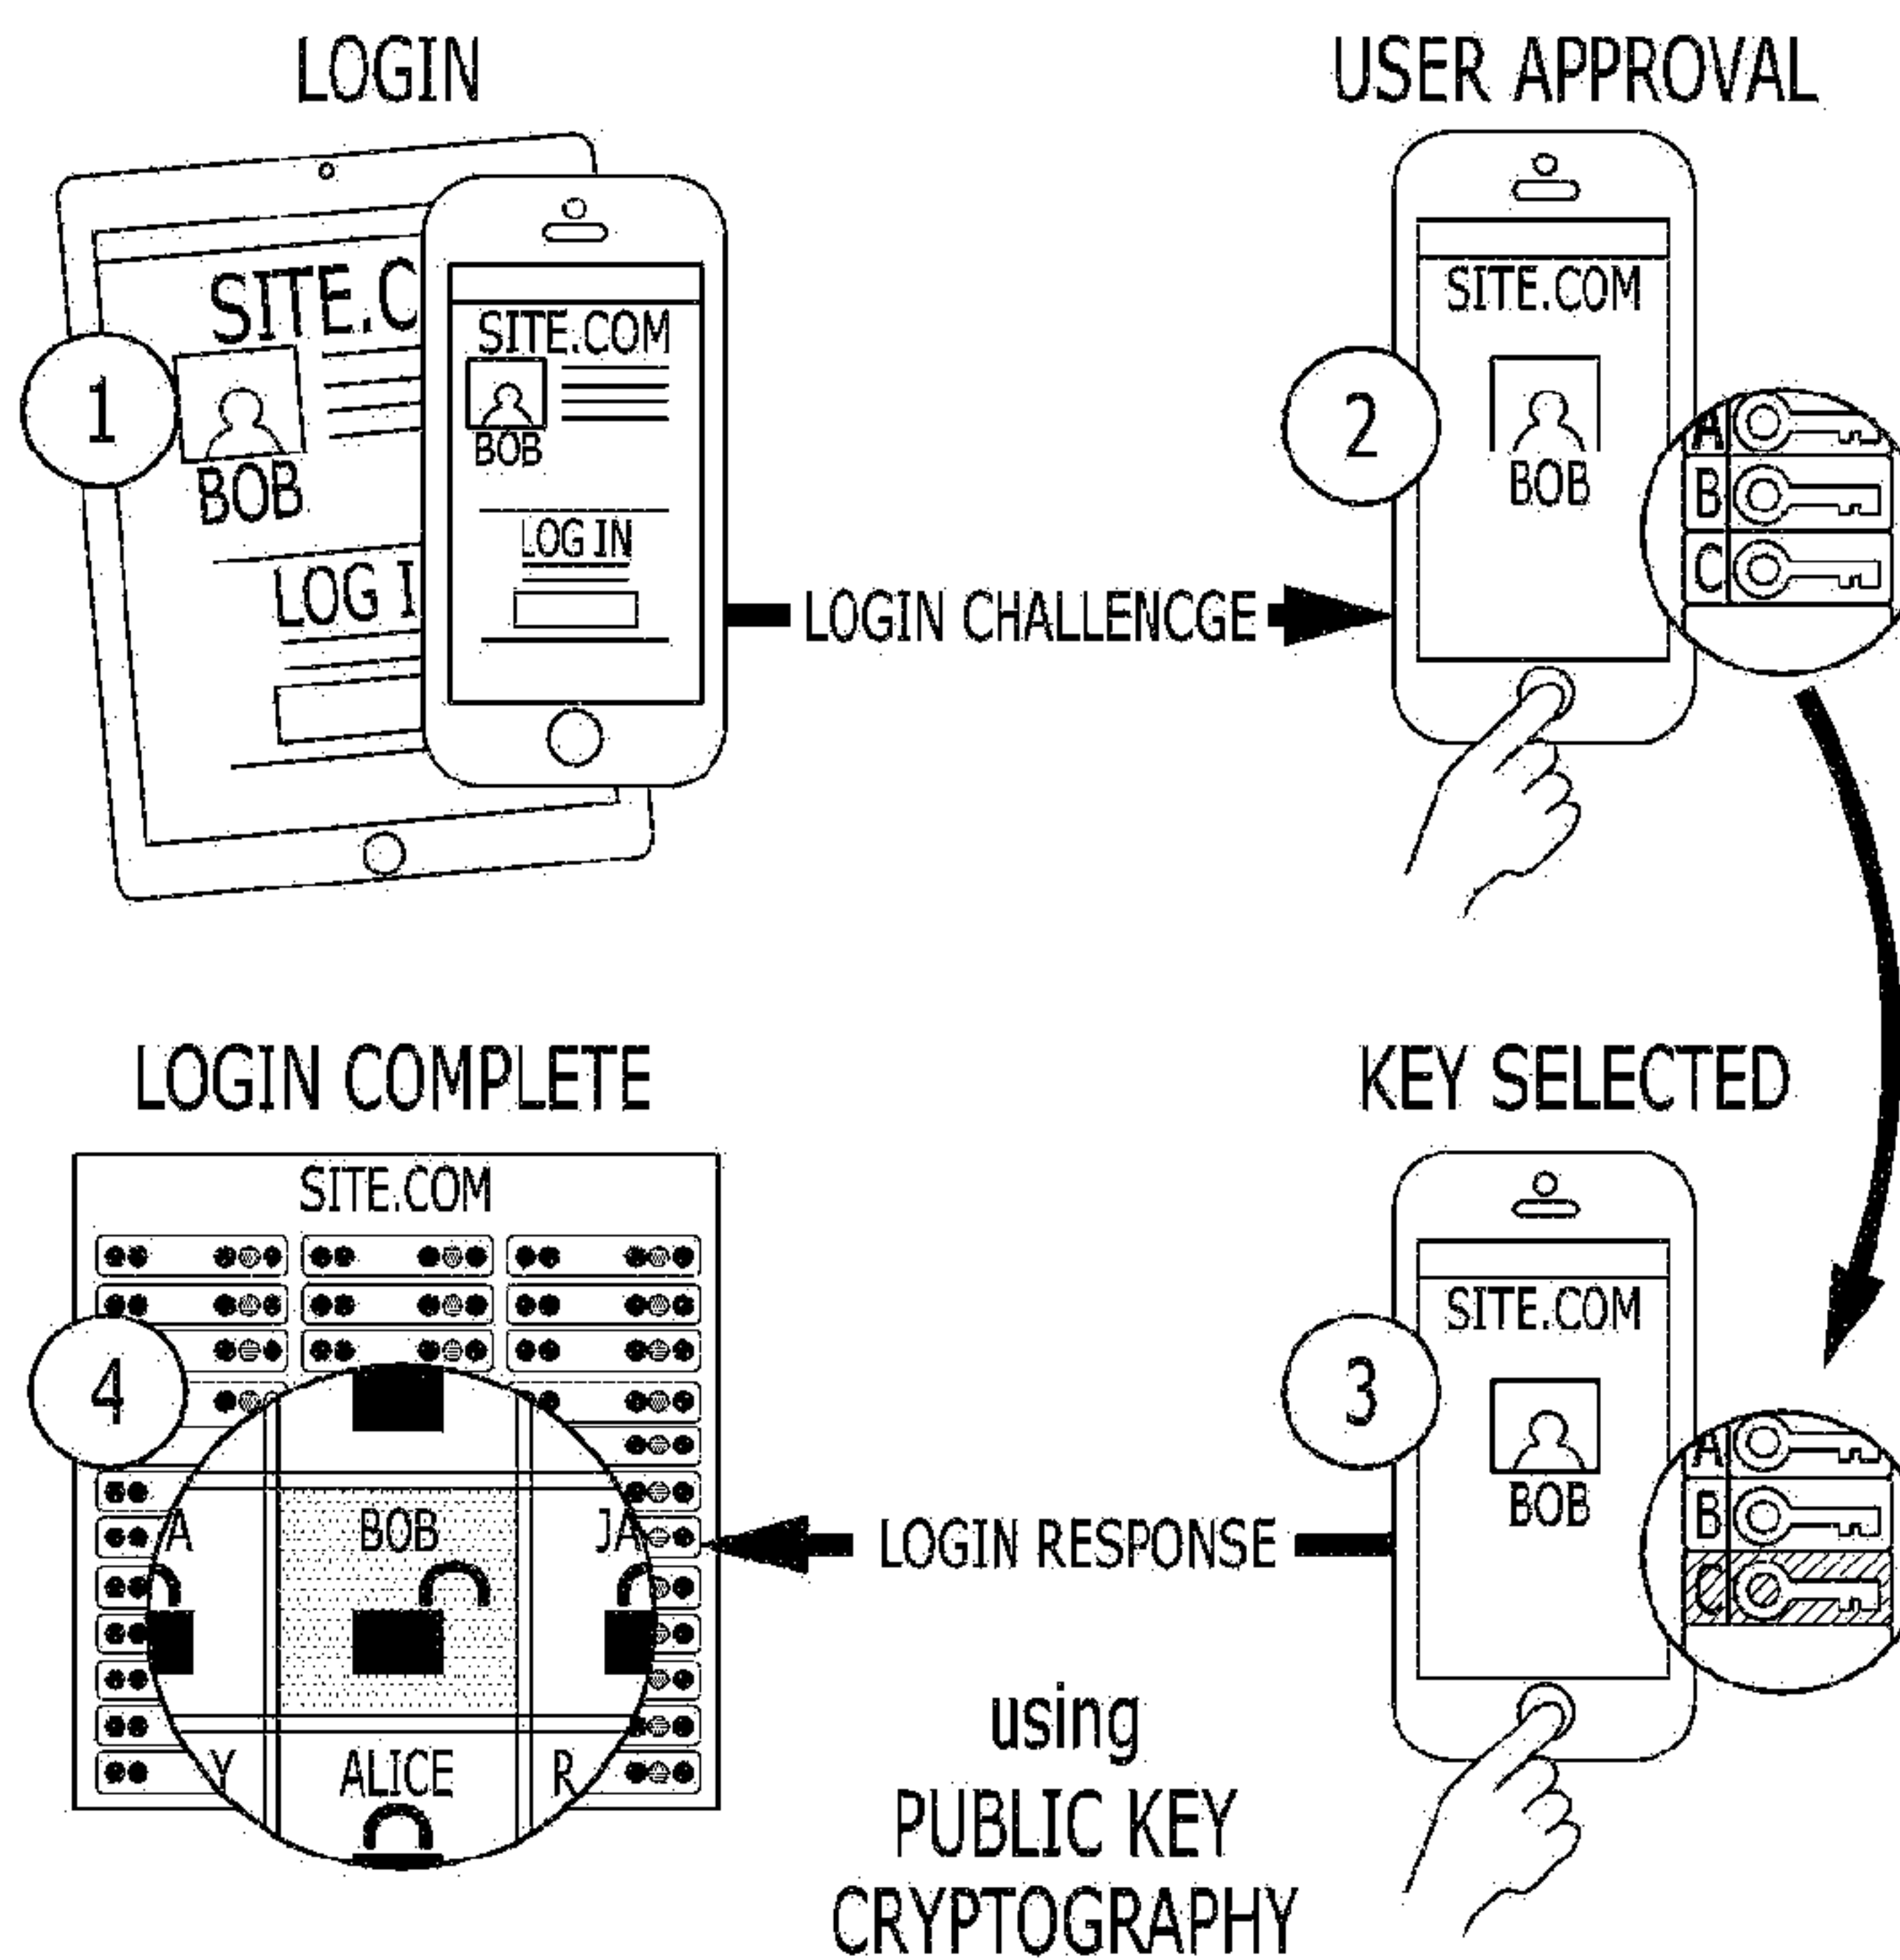 LOGIN
USER APPROVAL
SITE.C
SITE.COM
BOB
LOG I
1
SITE.COM
BOB
LOG IN
LOGIN CHALLENCGE
2
BOB
A
B
C
LOGIN COMPLETE
KEY SELECTED
SITE.COM
4
A
BOB
JA
Y
ALICE
R
LOGIN RESPONSE
SITE.COM
3
BOB
A
B
C
using
PUBLIC KEY
CRYPTOGRAPHY